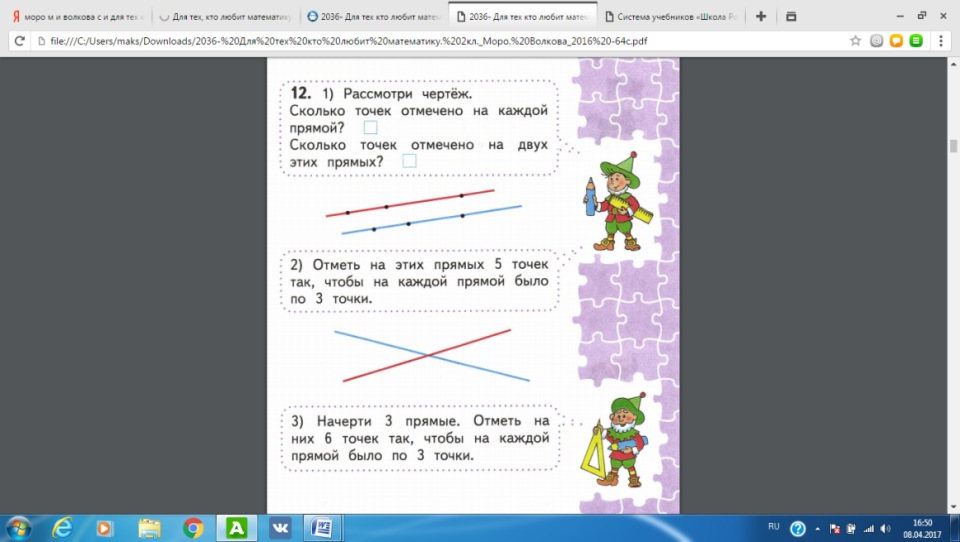 моро м и волкова с и для тех к
Для тех, кто любит математику
2036- Для тех кто любит матем
2036- Для тех кто любит матем
Система учебников «Школа Ро
file:///C:/Users/maks/Downloads/2036-%20Для%20тех%20кто%20любит%20математику.%202кл._Моро.%20Волкова_2016%20-64с.pdf
12. 1) Рассмотри чертёж.
Сколько точек отмечено на каждой
прямой?
Сколько точек отмечено на двух
этих прямых?
2) Отметь на этих прямых 5 точек
так, чтобы на каждой прямой было
по 3 точки.
3) Начерти 3 прямые. Отметь на
них 6 точек так, чтобы на каждой
прямой было по 3 точки.
RU
16:50
08.04.2017